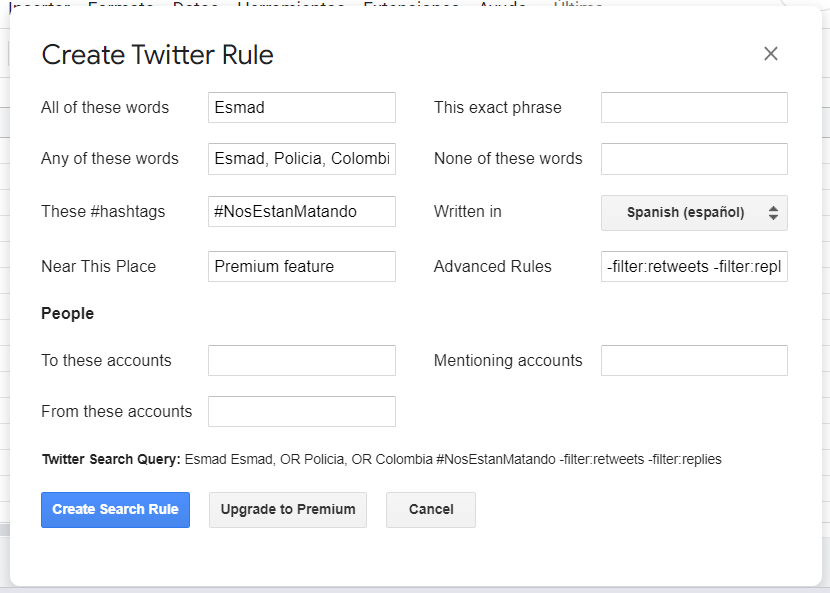 Insertar Formato Datos Herramientas Extensiones Ayuda Última
Create Twitter Rule
All of these words Esmad This exact phrase
Any of these words Esmad, Policia, Colombi None of these words
These #hashtags #NosEstanMatando Written in Spanish (español)
Near This Place Premium feature Advanced Rules -filter:retweets -filter:repl
People
To these accounts Mentioning accounts
From these accounts
Twitter Search Query: Esmad Esmad, OR Policia, OR Colombia #NosEstanMatando -filter:retweets -filter:replies
Create Search Rule Upgrade to Premium Cancel